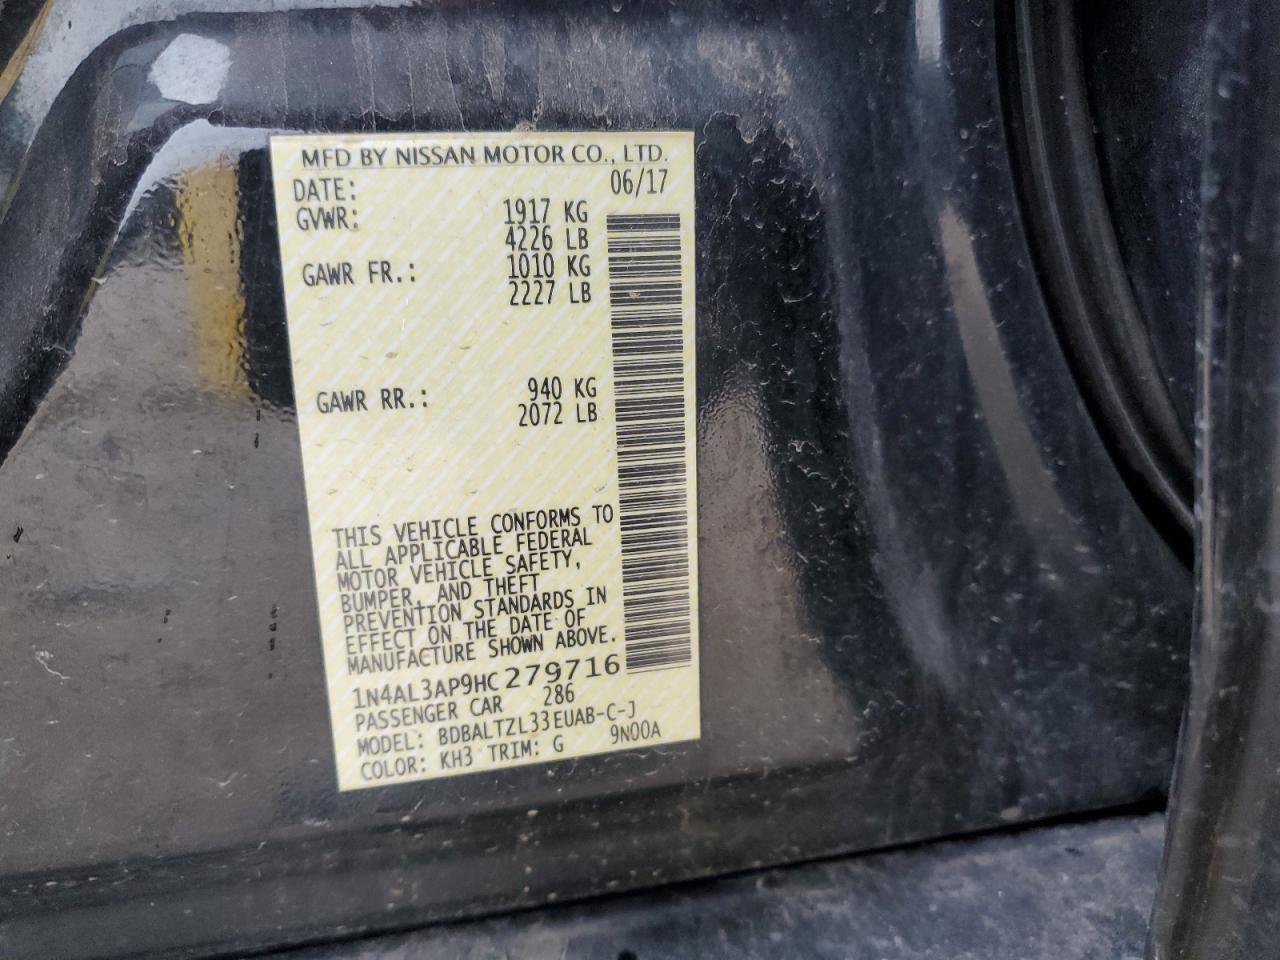 MFD BY NISSAN MOTOR CO., LTD.
DATE: 06/17
GVWR: 1917 KG
4226 LB
GAWR FR.: 1010 KG
2227 LB
GAWR RR.: 940 KG
2072 LB
THIS VEHICLE CONFORMS TO
ALL APPLICABLE FEDERAL
MOTOR VEHICLE SAFETY,
BUMPER, AND THEFT
PREVENTION STANDARDS IN
EFFECT ON THE DATE OF
MANUFACTURE SHOWN ABOVE.
1N4AL3AP9HC279716
PASSENGER CAR 286
MODEL: BDBALTZL33EUAB-C-J
COLOR: KH3 TRIM: G 9N00A